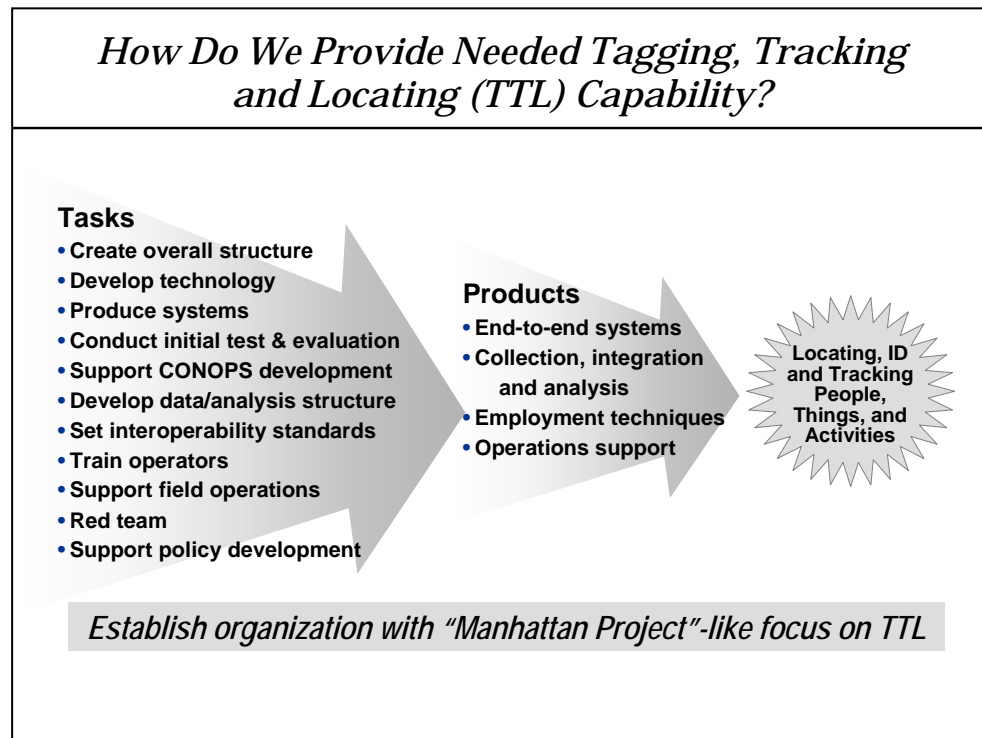 How Do We Provide Needed Tagging, Tracking
and Locating (TTL) Capability?
Tasks
• Create overall structure
• Develop technology
• Produce systems
• Conduct initial test & evaluation
• Support CONOPS development
• Develop data/analysis structure
• Set interoperability standards
• Train operators
• Support field operations
• Red team
• Support policy development
Products
• End-to-end systems
• Collection, integration
and analysis
• Employment techniques
• Operations support
Locating, ID
and Tracking
People,
Things, and
Activities
Establish organization with “Manhattan Project”-like focus on TTL